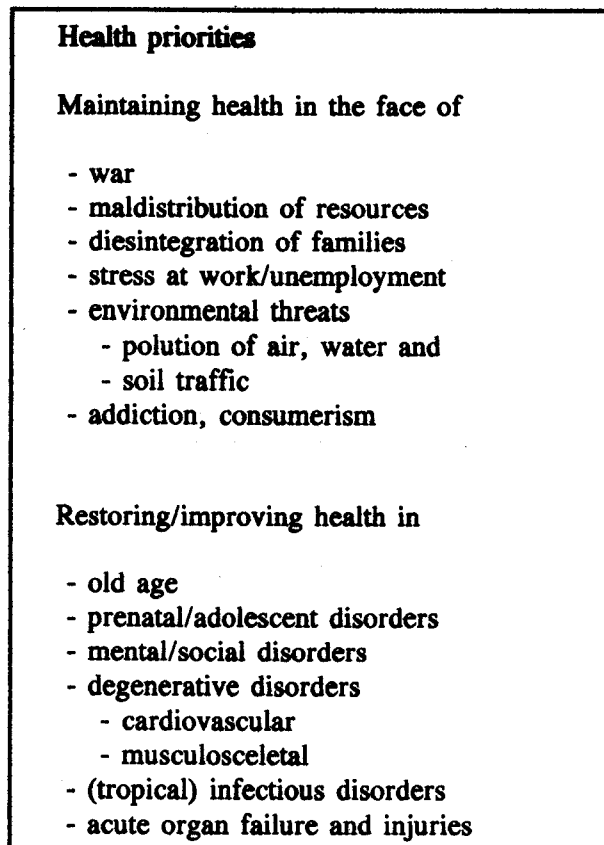 Health priorities
Maintaining health in the face of
- war
- maldistribution of resources
- diesintegration of families
- stress at work/unemployment
- environmental threats
- polution of air, water and
- soil traffic
- addiction, consumerism
Restoring/improving health in
- old age
- prenatal/adolescent disorders
- mental/social disorders
- degenerative disorders
- cardiovascular
- musculosceletal
- (tropical) infectious disorders
- acute organ failure and injuries